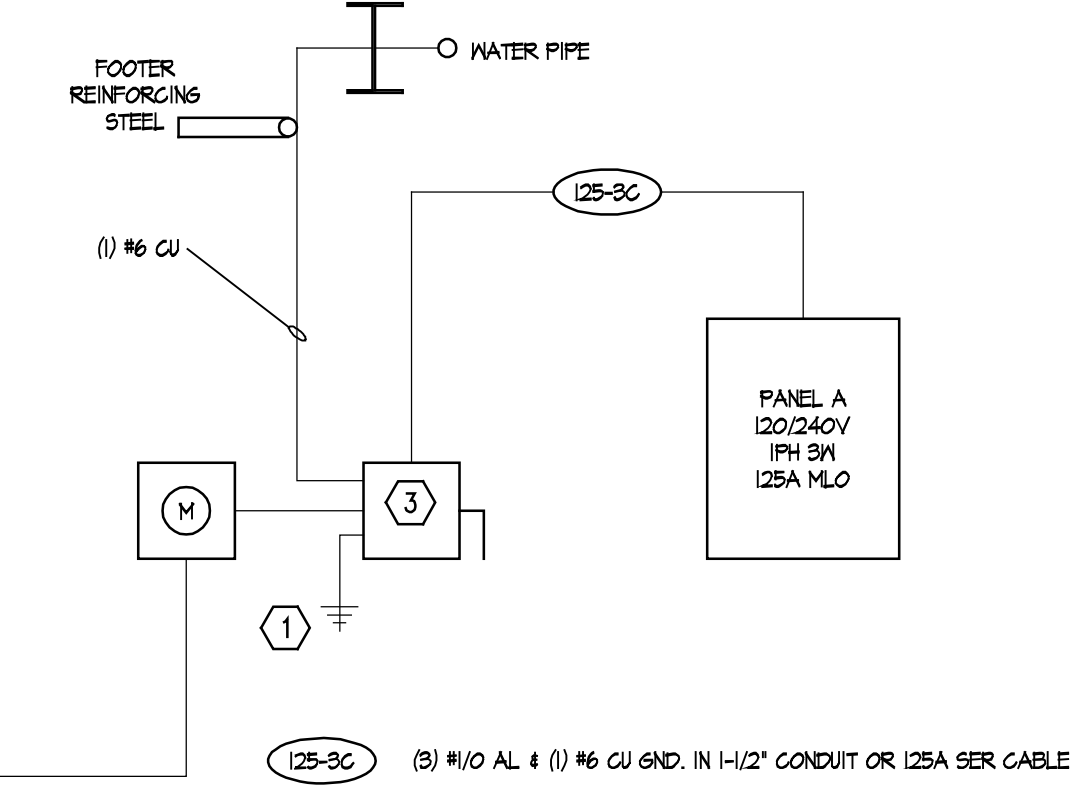 WATER PIPE
FOOTER
REINFORCING
STEEL
125-3C
(1) #6 CU
PANEL A
120/240V
1PH 3W
125A MLO
M
3
1
125-3C
(3) #1/0 AL & (1) #6 CU GND. IN 1-1/2" CONDUIT OR 125A SER CABLE